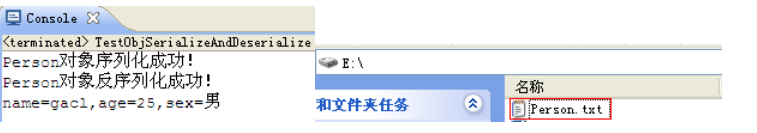 Console
<terminated> TestObjSerializeAndDeserialize
Person对象序列化成功!
Person对象反序列化成功!
name=gacl,age=25,sex=男
E:\
名称
和文件夹任务
Person.txt